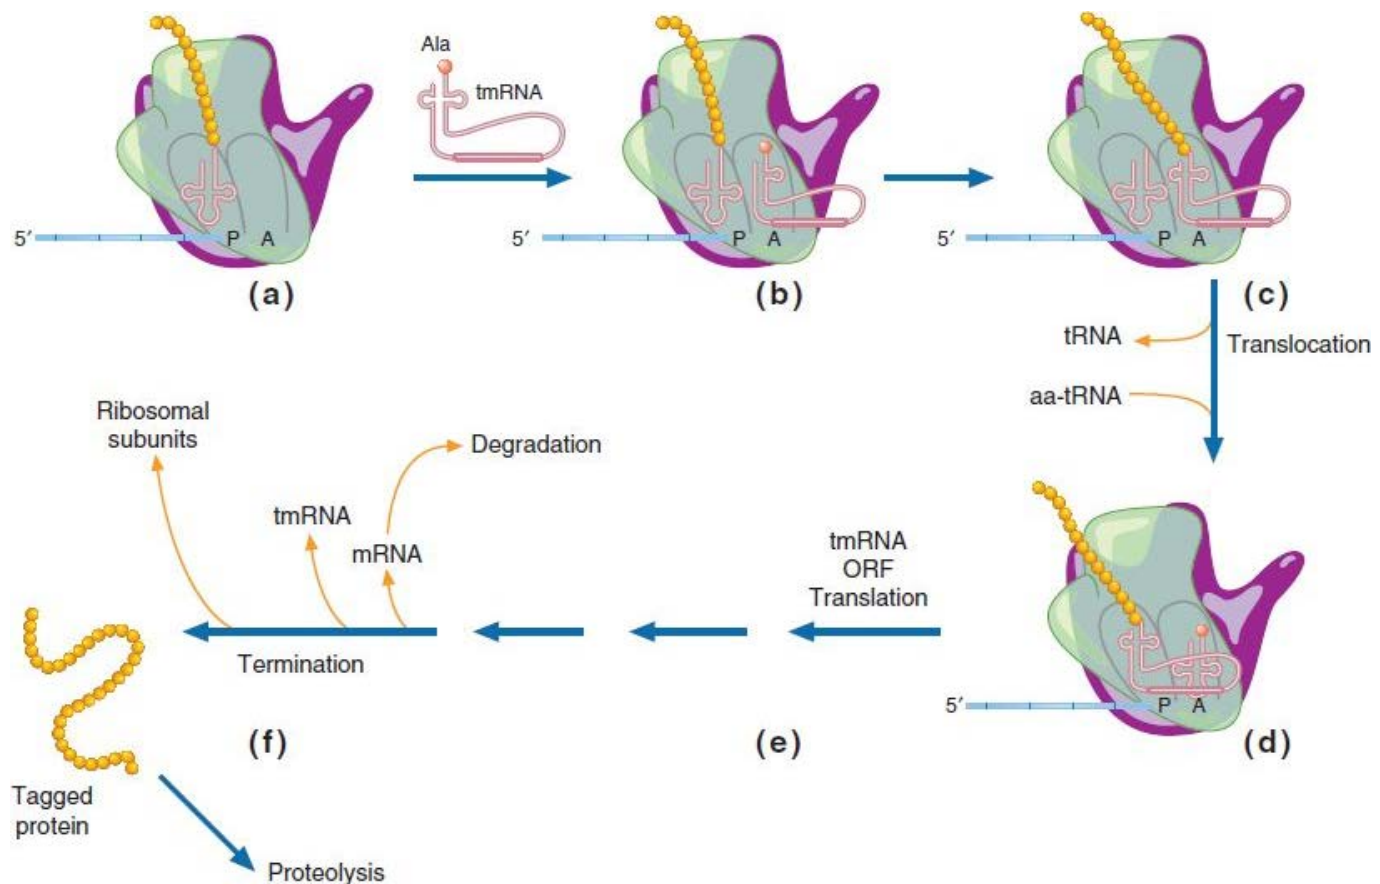 Ala
tmRNA
5′ P A
(a)
5′ P A
(b)
5′ P A
(c)
tRNA
Translocation
aa-tRNA
5′ P A
(d)
tmRNA
ORF
Translation
(e)
Ribosomal
subunits
Degradation
tmRNA
mRNA
Termination
(f)
Tagged
protein
Proteolysis